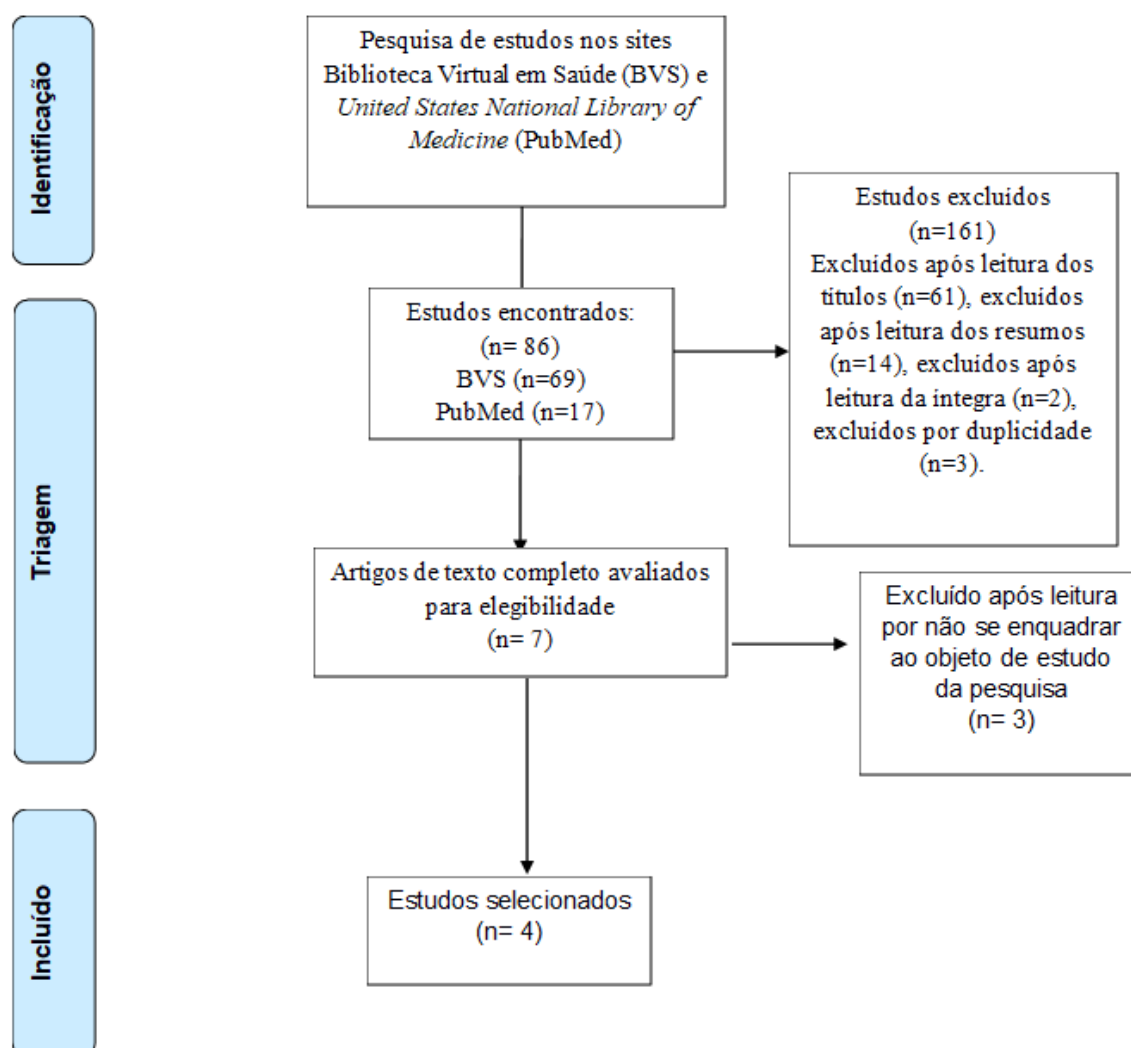 Identificação
Pesquisa de estudos nos sites
Biblioteca Virtual em Saúde (BVS) e
United States National Library of
Medicine (PubMed)
Estudos excluídos
(n=161)
Excluídos após leitura dos
títulos (n=61), excluídos
após leitura dos resumos
(n=14), excluídos após
leitura da integra (n=2),
excluídos por duplicidade
(n=3).
Triagem
Estudos encontrados:
(n= 86)
BVS (n=69)
PubMed (n=17)
Artigos de texto completo avaliados
para elegibilidade
(n= 7)
Excluído após leitura
por não se enquadrar
ao objeto de estudo
da pesquisa
(n= 3)
Incluído
Estudos selecionados
(n= 4)